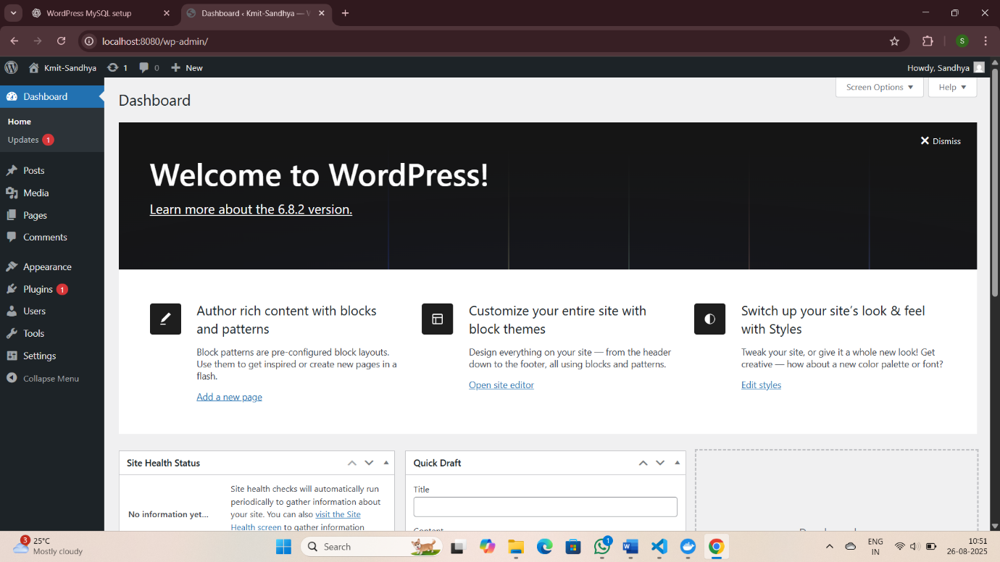 WordPress MySQL setup
Dashboard ‹ Kmit-Sandhya —
localhost:8080/wp-admin/
S
Kmit-Sandhya 1 0 New
Howdy, Sandhya
Dashboard
Home
Updates 1
Posts
Media
Pages
Comments
Appearance
Plugins 1
Users
Tools
Settings
Collapse Menu
Screen Options Help
Dashboard
Dismiss
Welcome to WordPress!
Learn more about the 6.8.2 version.
Author rich content with blocks
and patterns
Block patterns are pre-configured block layouts.
Use them to get inspired or create new pages in a
flash.
Add a new page
Customize your entire site with
block themes
Design everything on your site — from the header
down to the footer, all using blocks and patterns.
Open site editor
Switch up your site's look & feel
with Styles
Tweak your site, or give it a whole new look! Get
creative — how about a new color palette or font?
Edit styles
Site Health Status
No information yet...
Site health checks will automatically run
periodically to gather information about
your site. You can also visit the Site
Health screen to gather information
Quick Draft
Title
Content
3
25°C
Mostly cloudy
Search
1
ENG
IN
10:51
26-08-2025